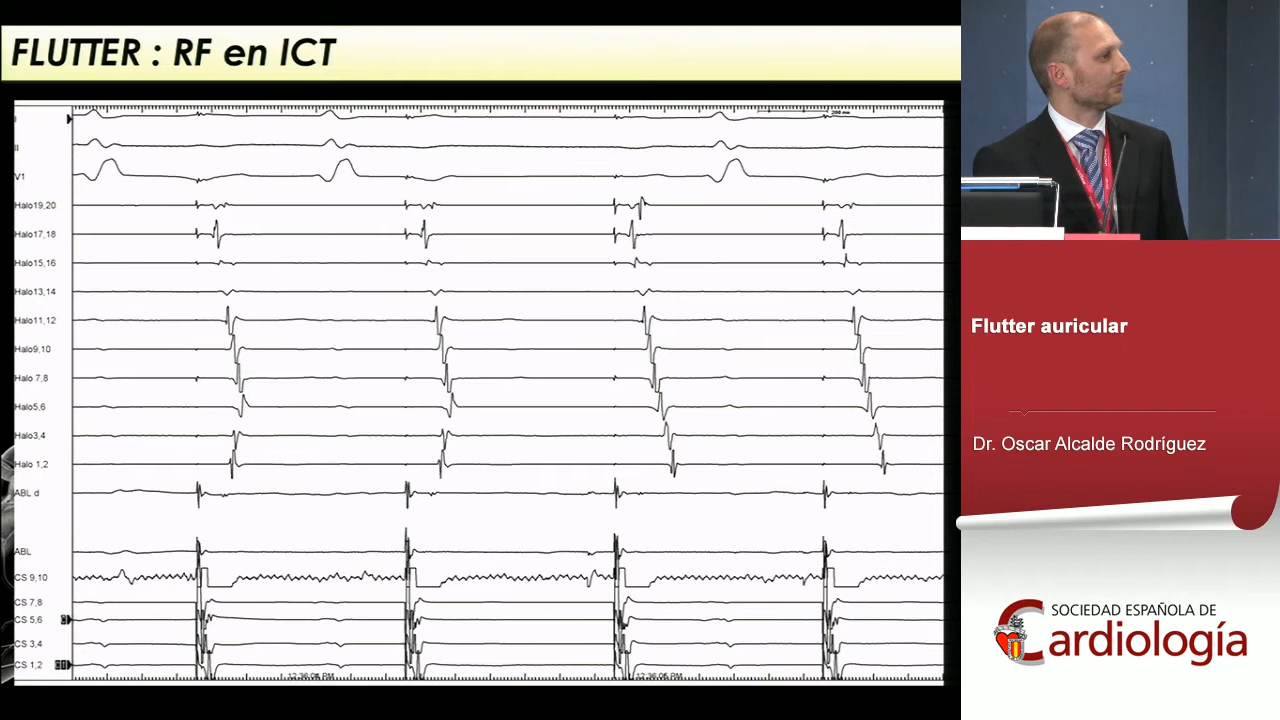 FLUTTER : RF en ICT
I
II
V1
200 ms
Halo19,20
Halo17,18
Halo15,16
Halo13,14
Halo11,12
Halo9,10
Halo 7,8
Halo5,6
Halo3,4
Halo 1,2
ABL d
ABL
CS 9,10
CS 7,8
CS 5,6
CS 3,4
CS 1,2
Flutter auricular
Dr. Oscar Alcalde Rodríguez
SOCIEDAD ESPAÑOLA DE
Cardiología